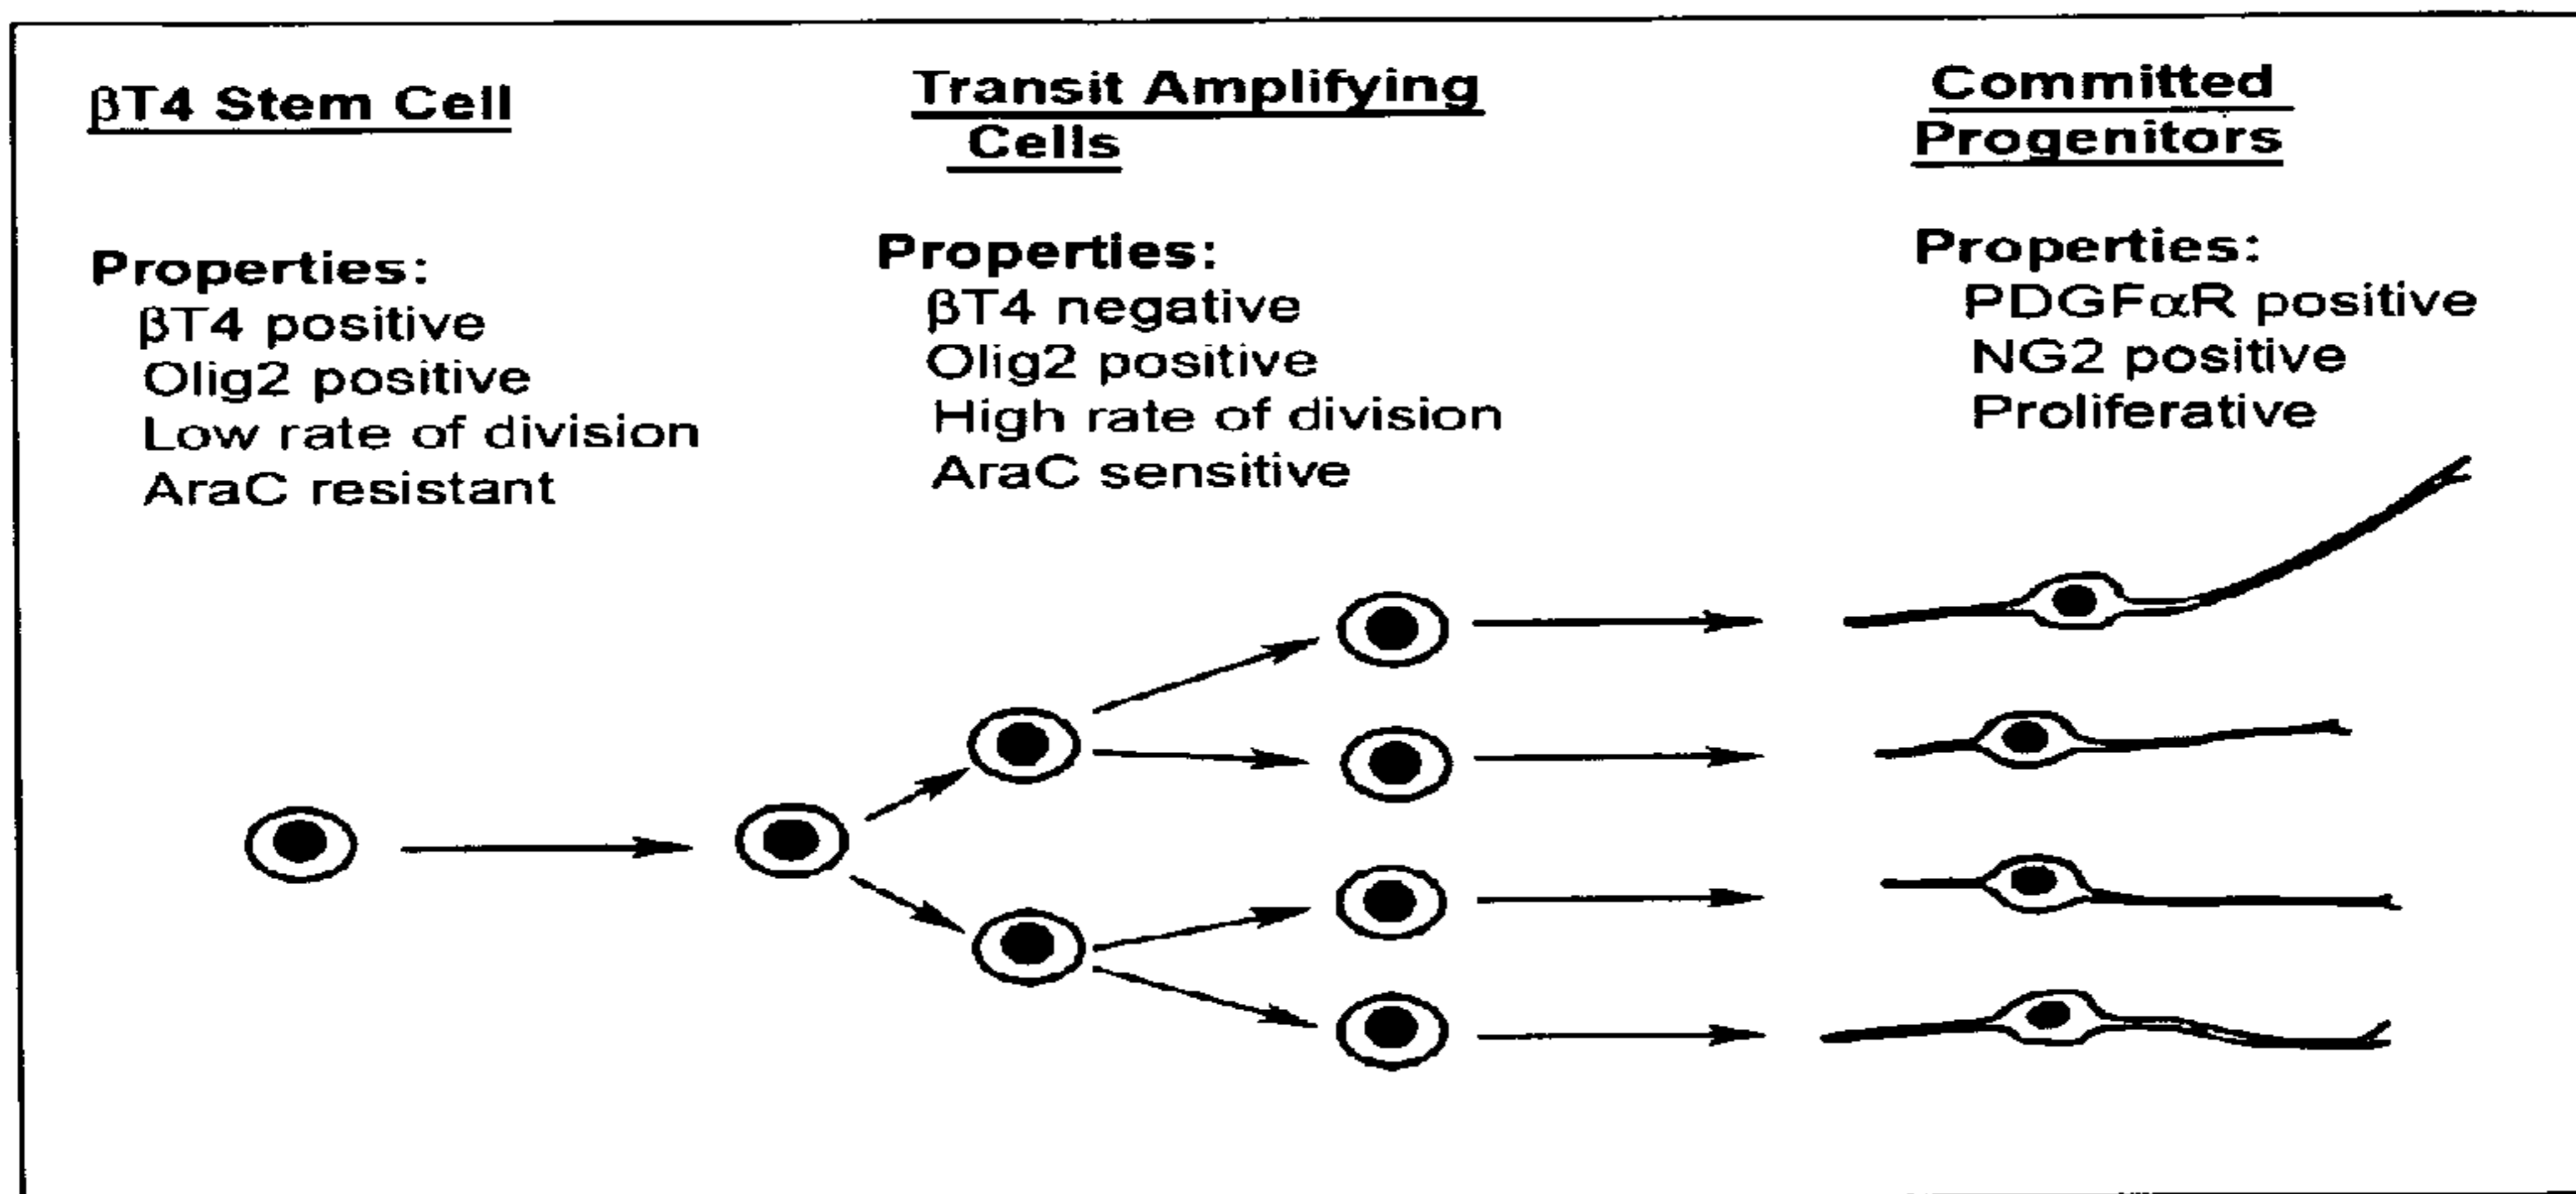 βT4 Stem Cell
Properties:
βT4 positive
Olig2 positive
Low rate of division
AraC resistant
Transit Amplifying
Cells
Properties:
βT4 negative
Olig2 positive
High rate of division
AraC sensitive
Committed
Progenitors
Properties:
PDGFαR positive
NG2 positive
Proliferative